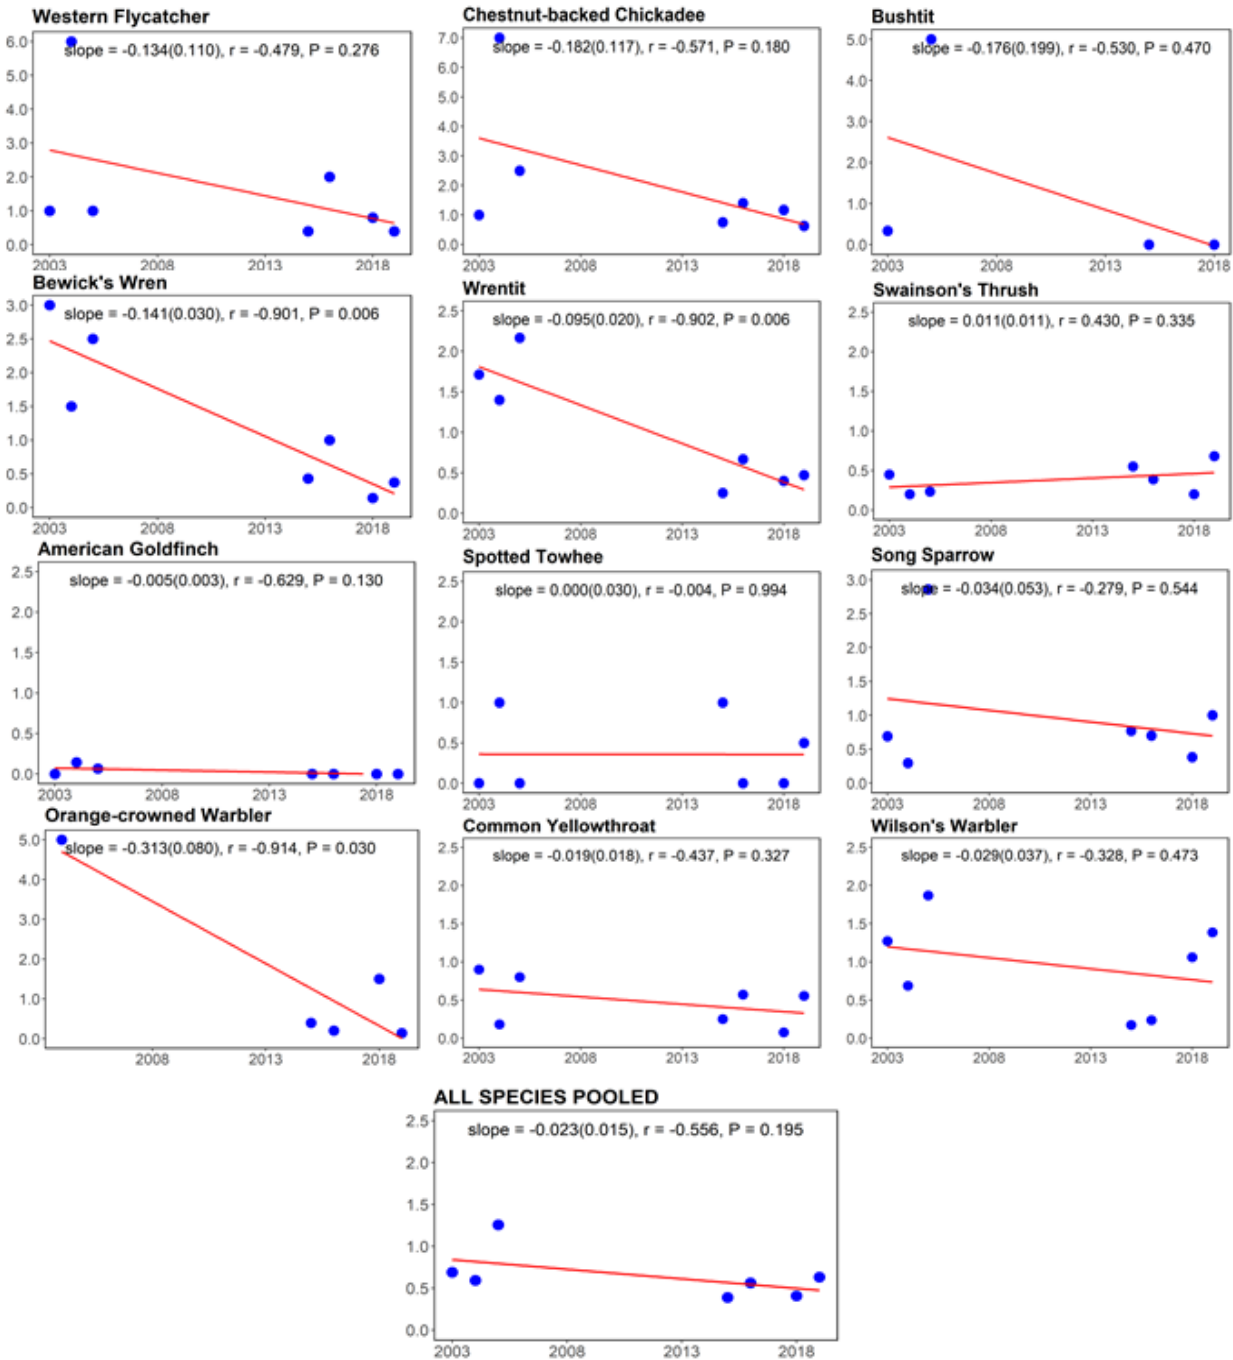 Western Flycatcher
slope = -0.134(0.110), r = -0.479, P = 0.276
6.0
5.0
4.0
3.0
2.0
1.0
0.0
2003 2008 2013 2018
Chestnut-backed Chickadee
slope = -0.182(0.117), r = -0.571, P = 0.180
7.0
6.0
5.0
4.0
3.0
2.0
1.0
0.0
2003 2008 2013 2018
Bushtit
slope = -0.176(0.199), r = -0.530, P = 0.470
5.0
4.0
3.0
2.0
1.0
0.0
2003 2008 2013 2018
Bewick's Wren
slope = -0.141(0.030), r = -0.901, P = 0.006
3.0
2.5
2.0
1.5
1.0
0.5
0.0
2003 2008 2013 2018
Wrentit
slope = -0.095(0.020), r = -0.902, P = 0.006
2.5
2.0
1.5
1.0
0.5
0.0
2003 2008 2013 2018
Swainson's Thrush
slope = 0.011(0.011), r = 0.430, P = 0.335
2.5
2.0
1.5
1.0
0.5
0.0
2003 2008 2013 2018
American Goldfinch
slope = -0.005(0.003), r = -0.629, P = 0.130
2.5
2.0
1.5
1.0
0.5
0.0
2003 2008 2013 2018
Spotted Towhee
slope = 0.000(0.030), r = -0.004, P = 0.994
2.5
2.0
1.5
1.0
0.5
0.0
2003 2008 2013 2018
Song Sparrow
slope = -0.034(0.053), r = -0.279, P = 0.544
3.0
2.5
2.0
1.5
1.0
0.5
0.0
2003 2008 2013 2018
Orange-crowned Warbler
slope = -0.313(0.080), r = -0.914, P = 0.030
5.0
4.0
3.0
2.0
1.0
0.0
2008 2013 2018
Common Yellowthroat
slope = -0.019(0.018), r = -0.437, P = 0.327
2.5
2.0
1.5
1.0
0.5
0.0
2003 2008 2013 2018
Wilson's Warbler
slope = -0.029(0.037), r = -0.328, P = 0.473
2.5
2.0
1.5
1.0
0.5
0.0
2003 2008 2013 2018
ALL SPECIES POOLED
slope = -0.023(0.015), r = -0.556, P = 0.195
2.5
2.0
1.5
1.0
0.5
0.0
2003 2008 2013 2018